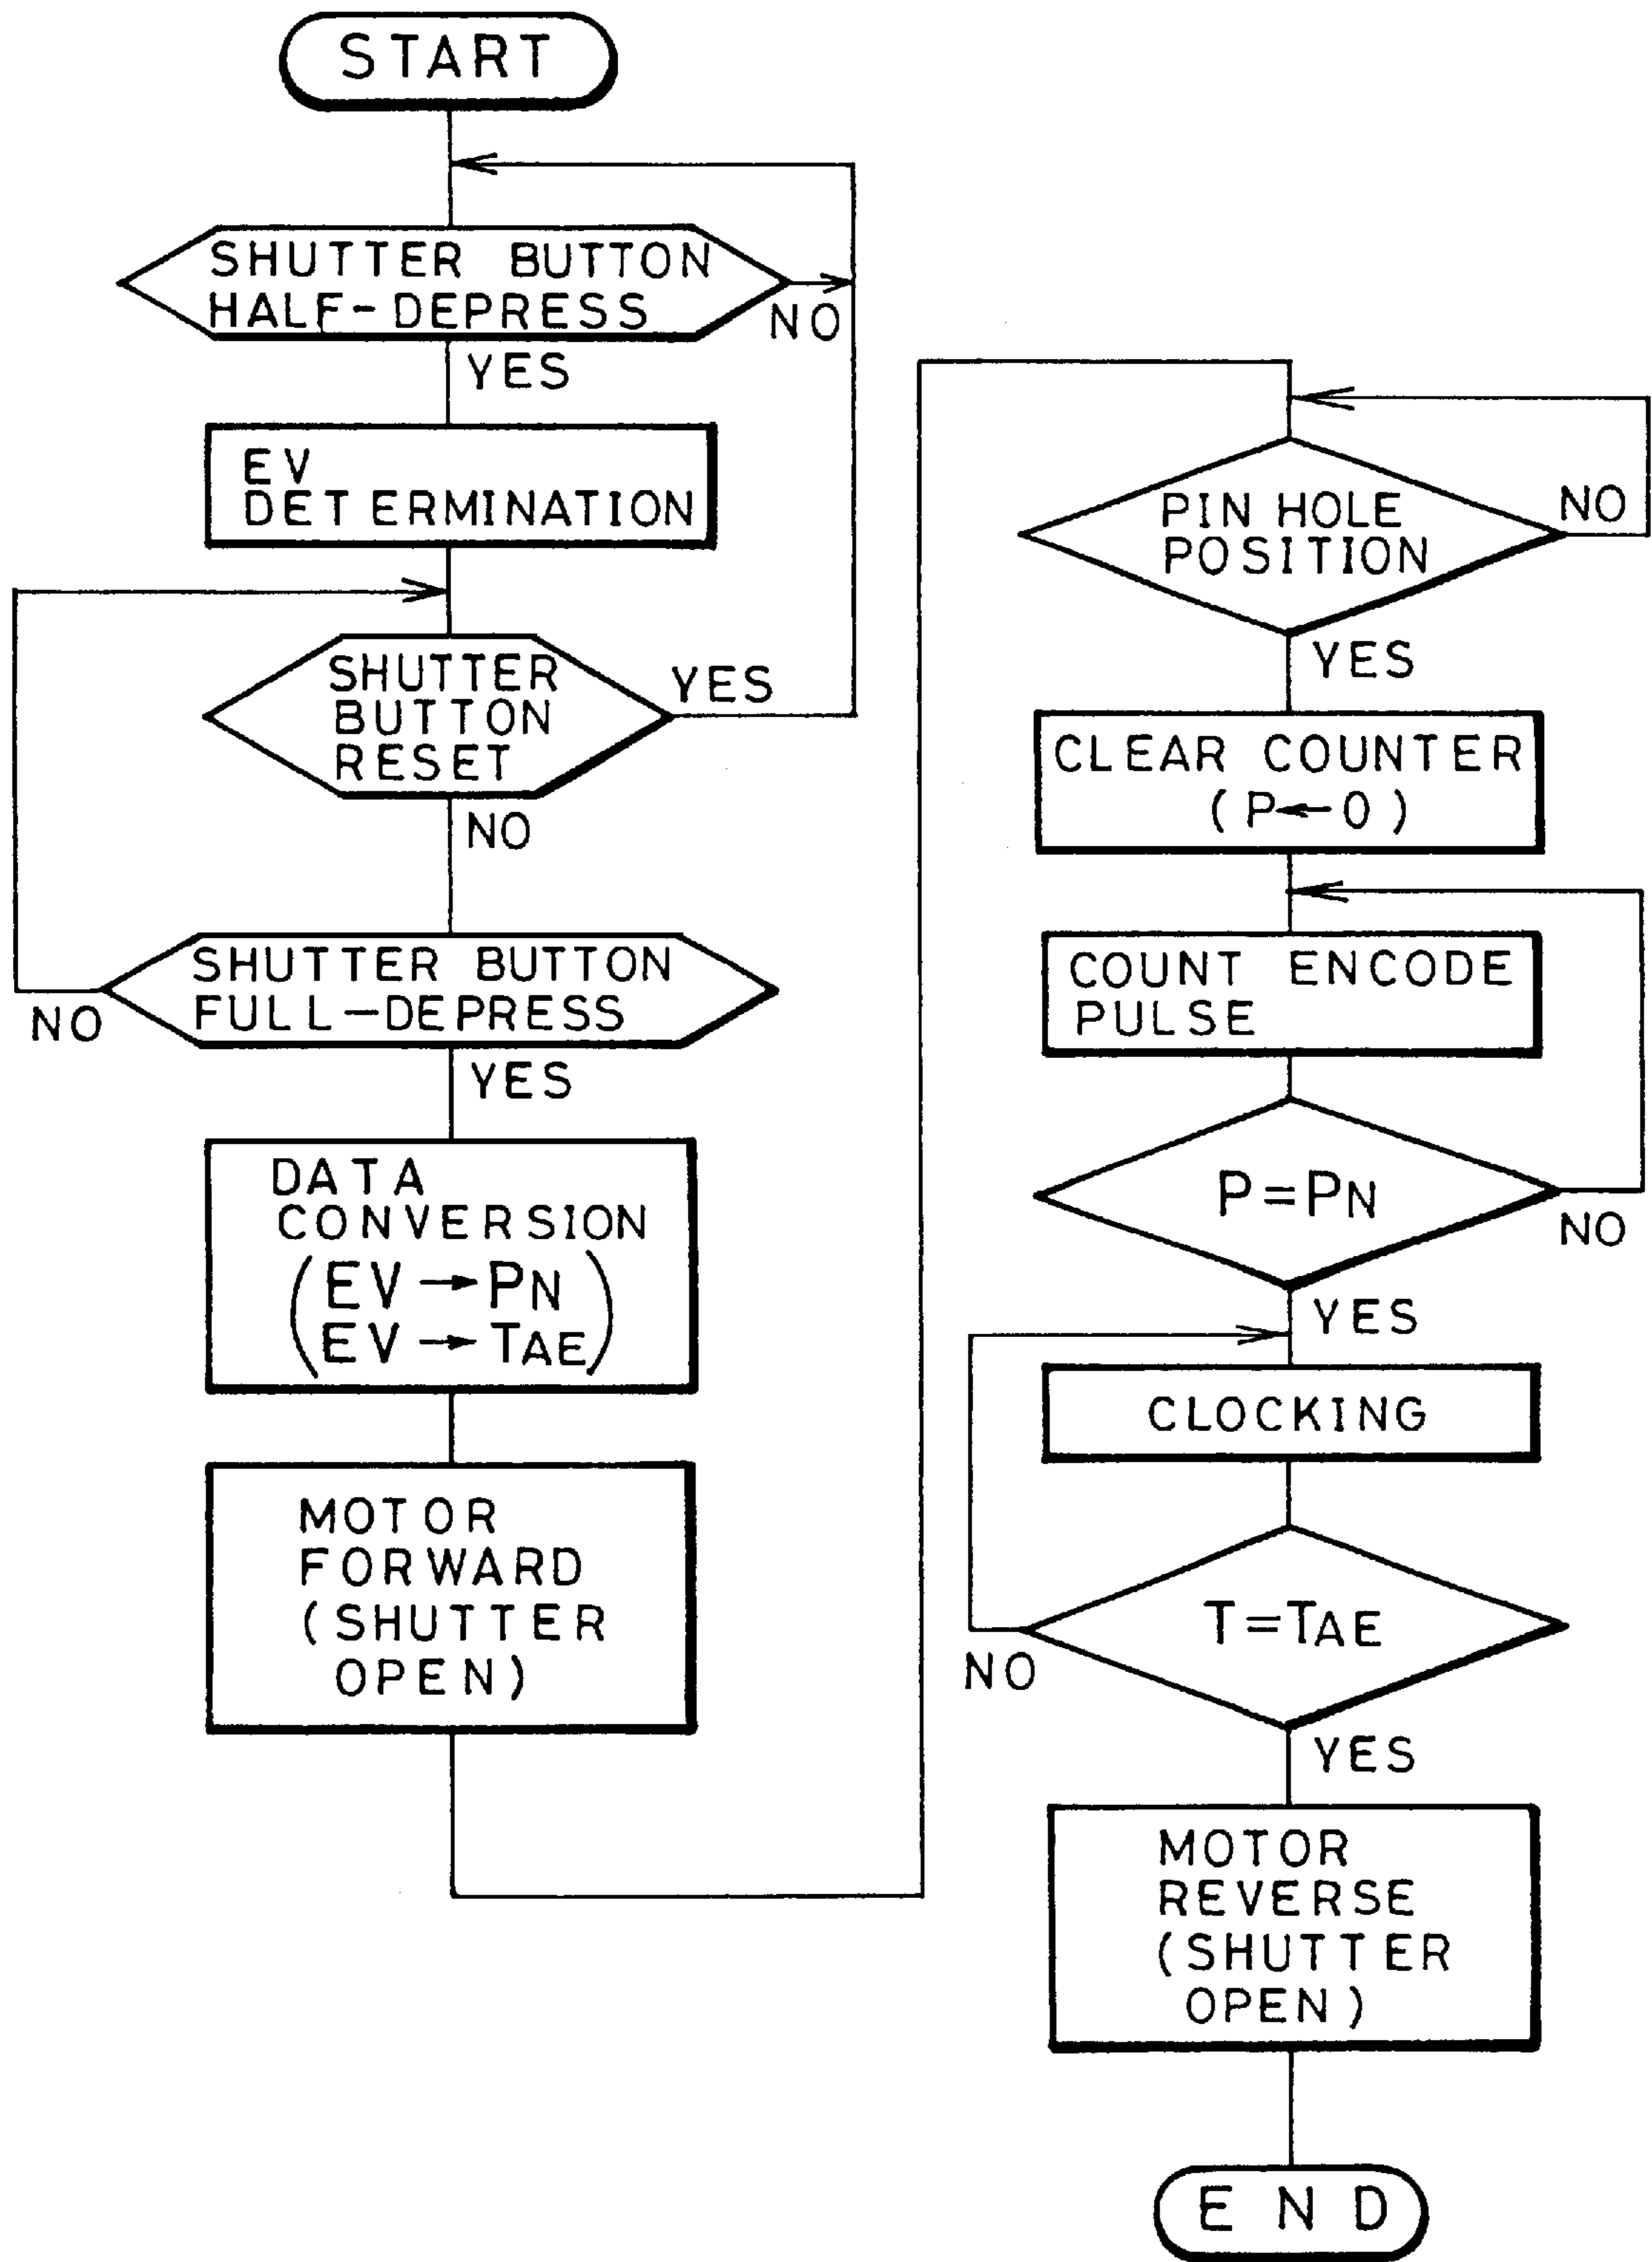 START
SHUTTER BUTTON
HALF-DEPRESS
NO
YES
EV
DETERMINATION
SHUTTER
BUTTON
RESET
YES
NO
SHUTTER BUTTON
FULL-DEPRESS
NO
YES
DATA
CONVERSION
(EV → PN
EV → TAE)
MOTOR
FORWARD
(SHUTTER
OPEN)
PIN HOLE
POSITION
NO
YES
CLEAR COUNTER
(P←0)
COUNT ENCODE
PULSE
P=PN
NO
YES
CLOCKING
T=TAE
NO
YES
MOTOR
REVERSE
(SHUTTER
OPEN)
END